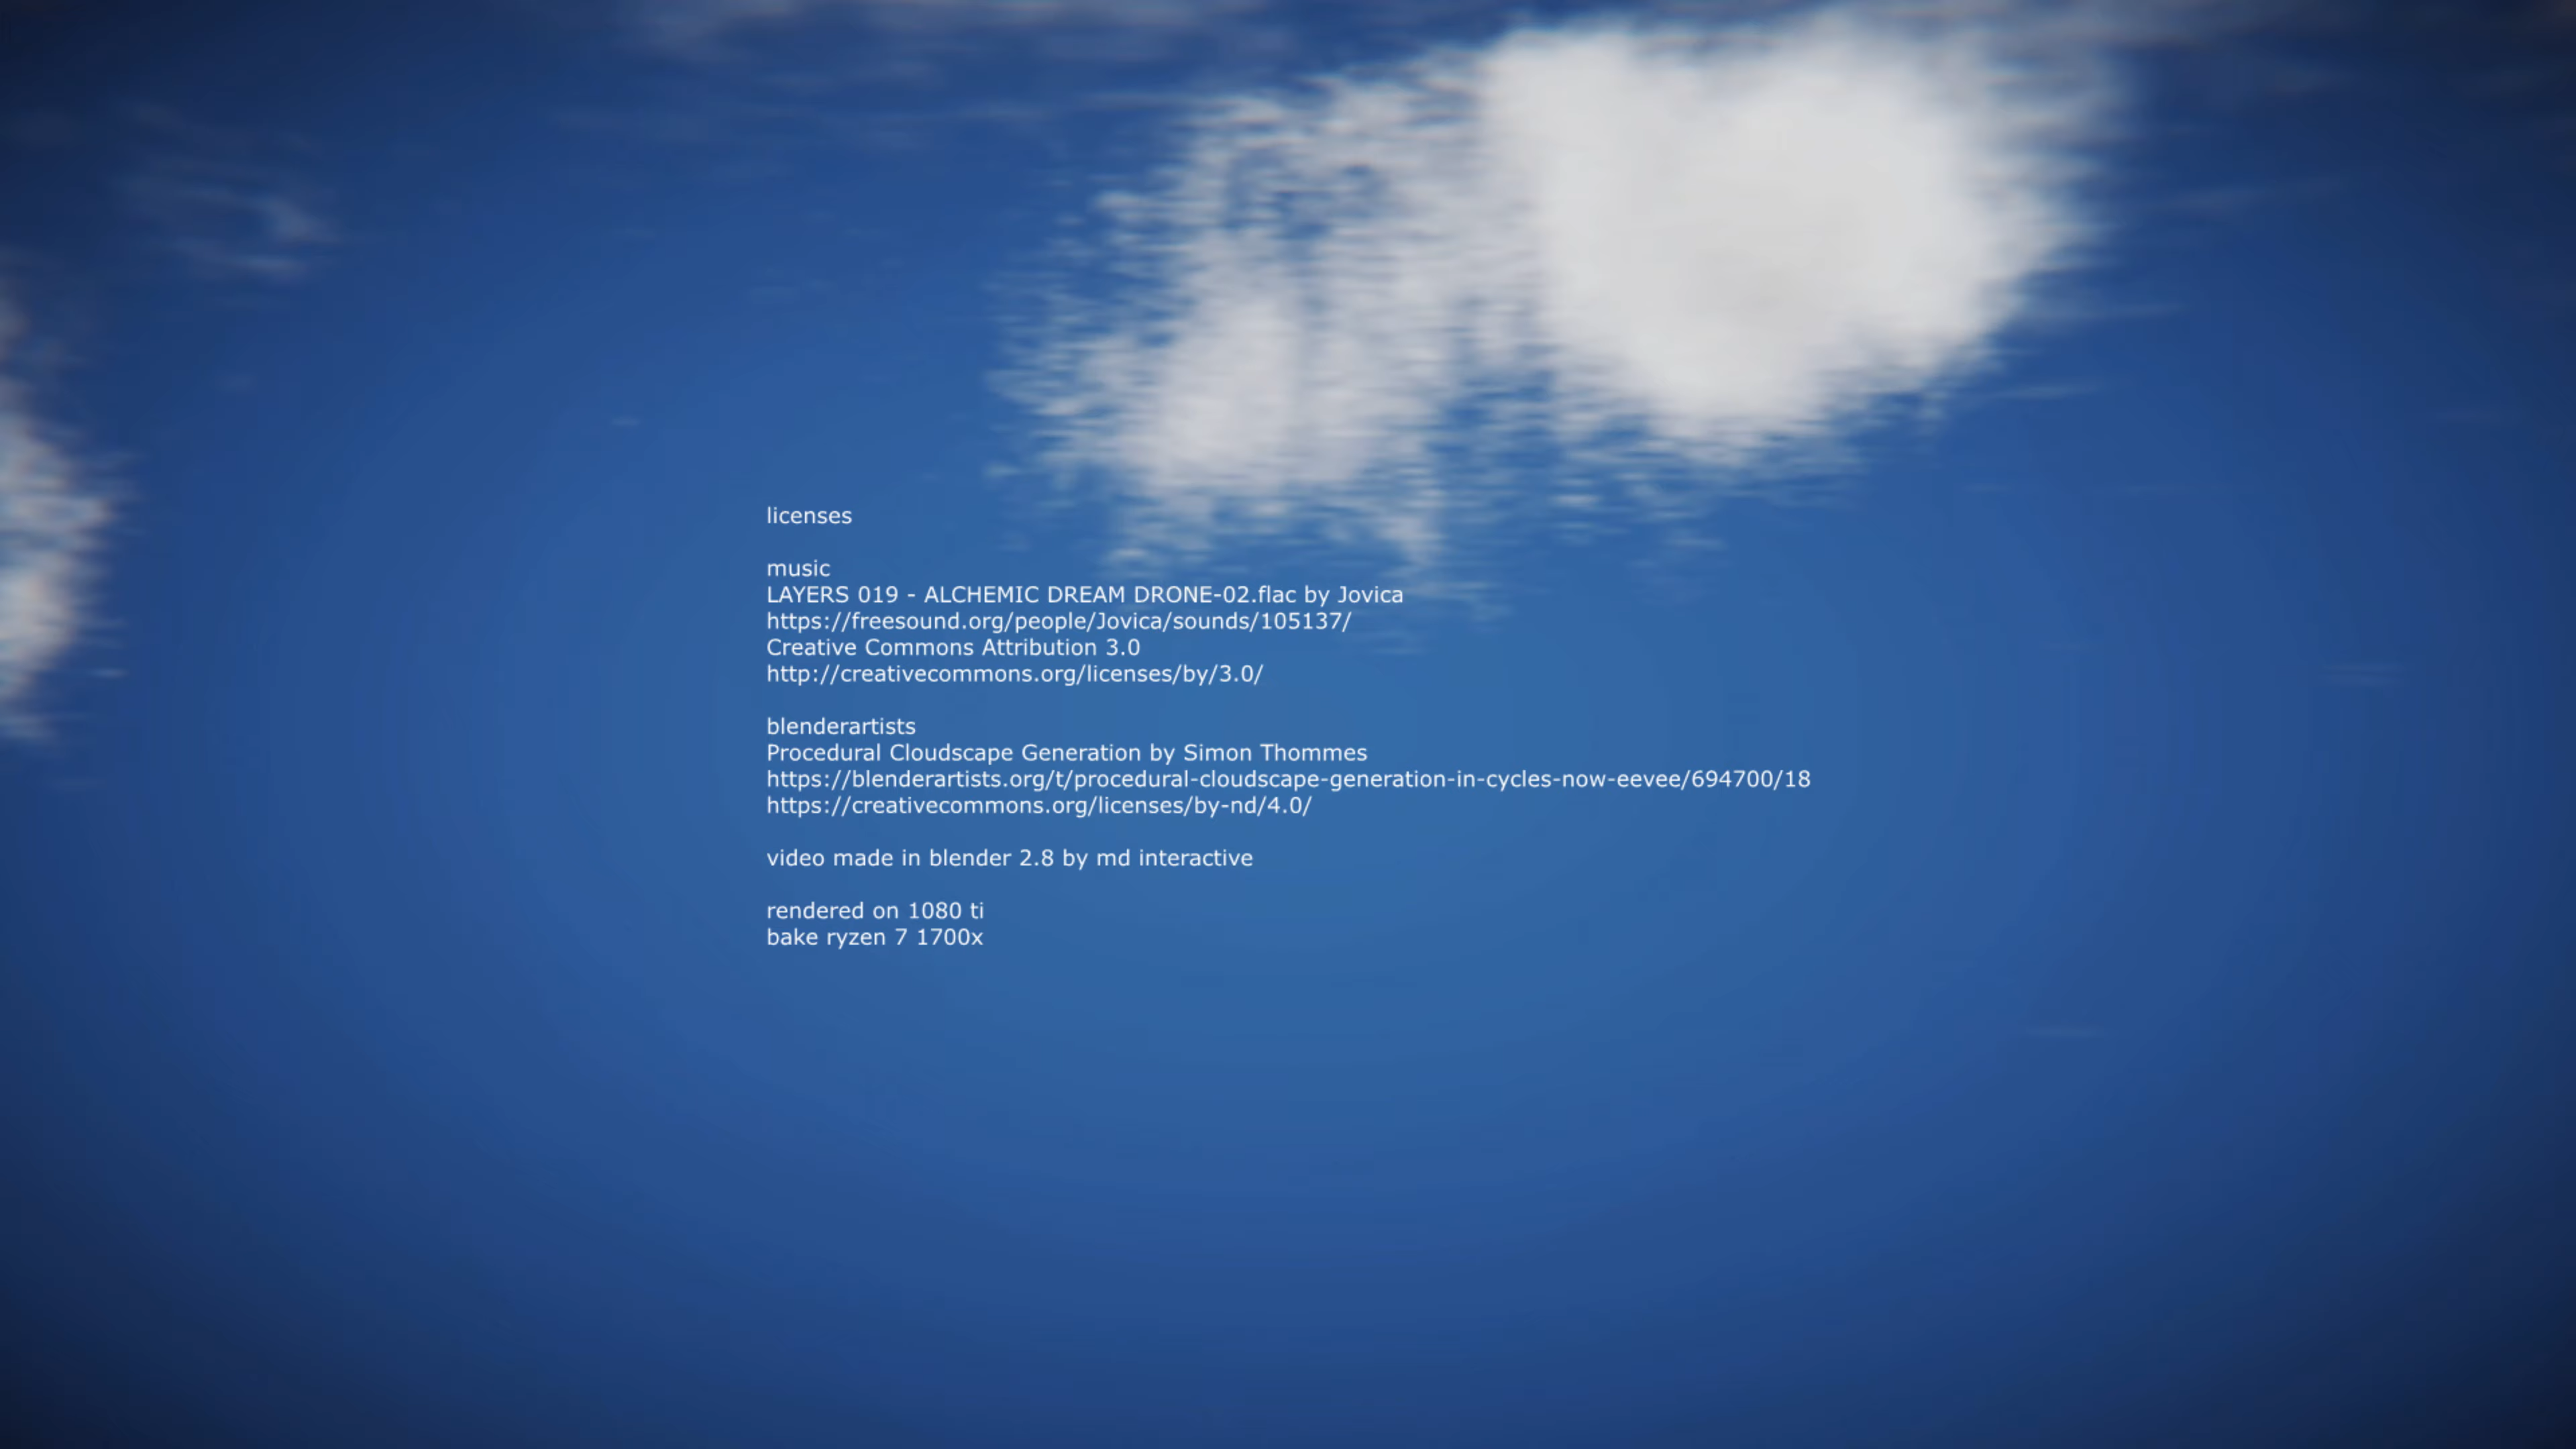 licenses
music
LAYERS 019 - ALCHEMIC DREAM DRONE-02.flac by Jovica
https://freesound.org/people/Jovica/sounds/105137/
Creative Commons Attribution 3.0
http://creativecommons.org/licenses/by/3.0/
blenderartists
Procedural Cloudscape Generation by Simon Thommes
https://blenderartists.org/t/procedural-cloudscape-generation-in-cycles-now-eevee/694700/18
https://creativecommons.org/licenses/by-nd/4.0/
video made in blender 2.8 by md interactive
rendered on 1080 ti
bake ryzen 7 1700x